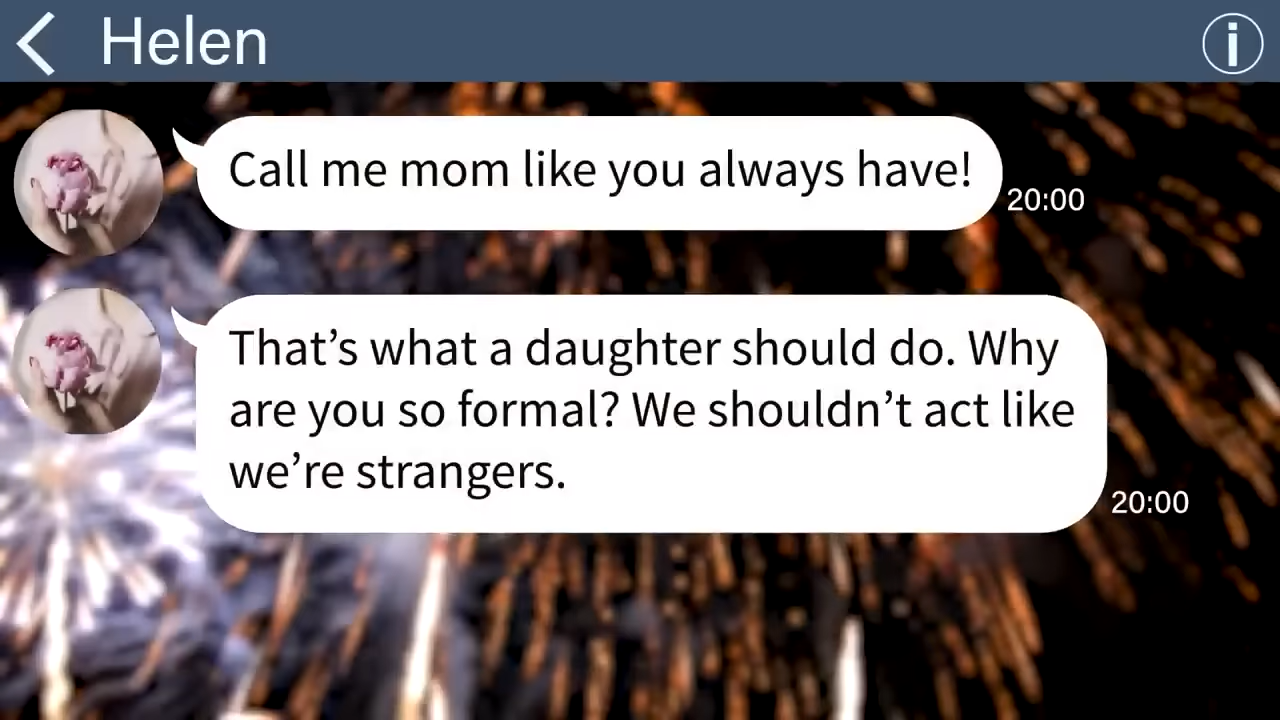 Helen
Call me mom like you always have!
20:00
That’s what a daughter should do. Why
are you so formal? We shouldn’t act like
we’re strangers.
20:00